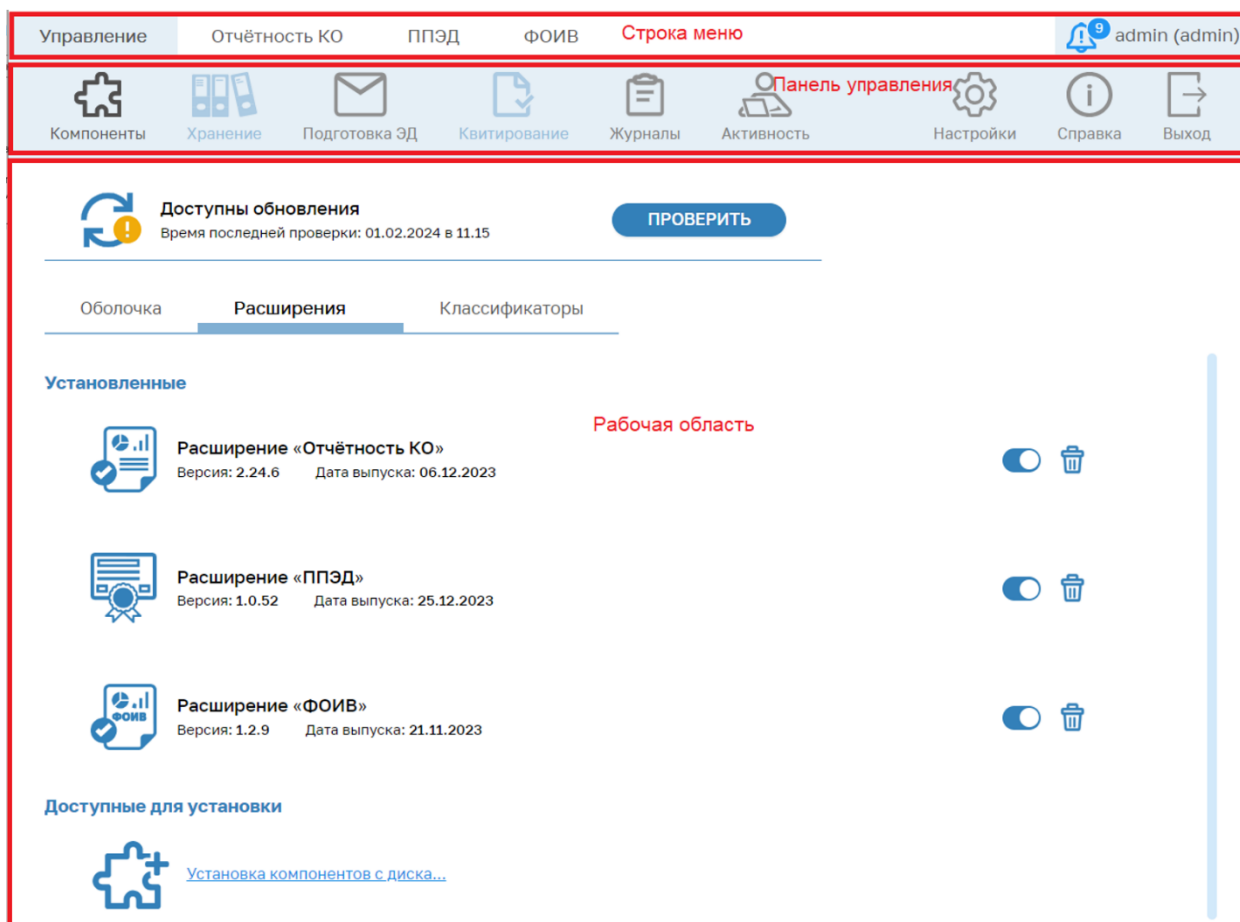 Управление Отчётность КО ППЭД ФОИВ Строка меню 9 admin (admin)
Панель управления
Компоненты Хранение Подготовка ЭД Квитирование Журналы Активность Настройки Справка Выход
Доступны обновления
Время последней проверки: 01.02.2024 в 11.15
ПРОВЕРИТЬ
Оболочка Расширения Классификаторы
Установленные
Рабочая область
Расширение «Отчётность КО»
Версия: 2.24.6 Дата выпуска: 06.12.2023
Расширение «ППЭД»
Версия: 1.0.52 Дата выпуска: 25.12.2023
ФОИВ
Расширение «ФОИВ»
Версия: 1.2.9 Дата выпуска: 21.11.2023
Доступные для установки
Установка компонентов с диска...